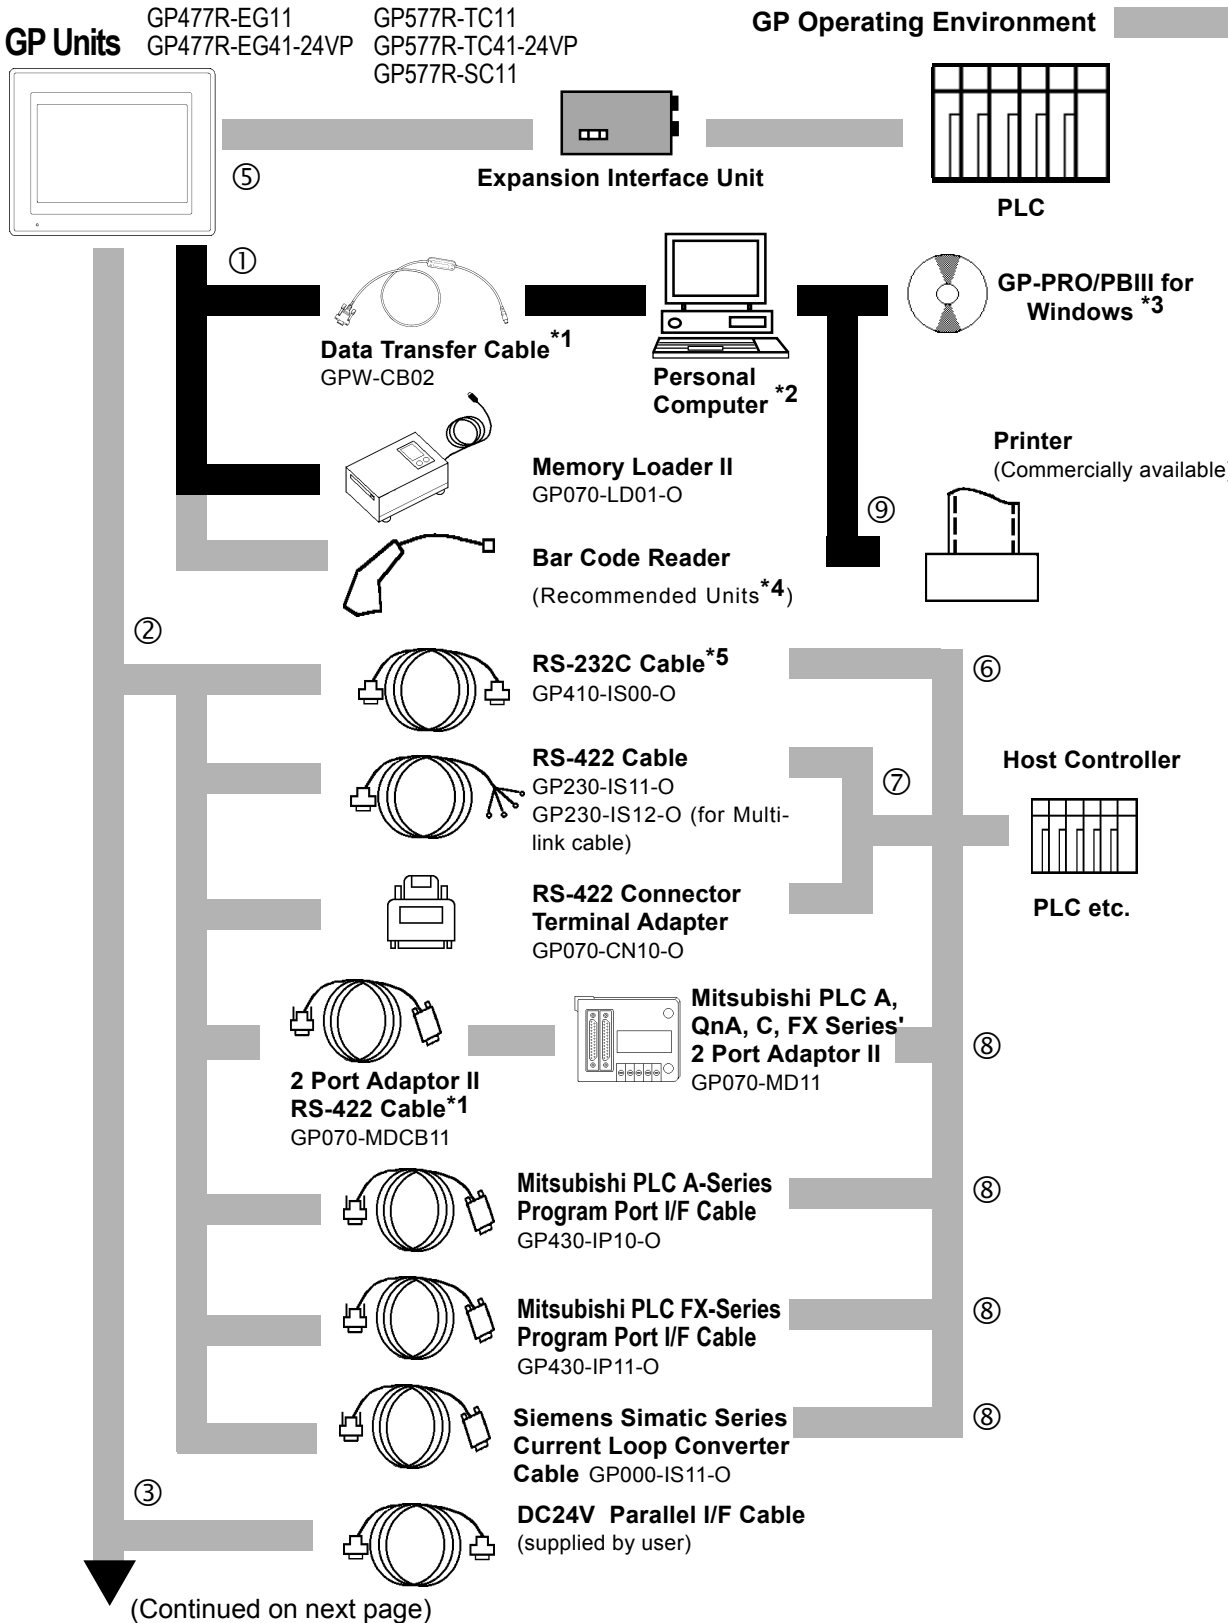 GP Units
GP477R-EG11
GP477R-EG41-24VP
GP577R-TC11
GP577R-TC41-24VP
GP577R-SC11
GP Operating Environment
⑤
Expansion Interface Unit
PLC
①
Data Transfer Cable*1
GPW-CB02
Personal
Computer *2
GP-PRO/PBIII for
Windows *3
Memory Loader II
GP070-LD01-O
Printer
(Commercially available)
⑨
Bar Code Reader
(Recommended Units*4)
②
RS-232C Cable*5
GP410-IS00-O
⑥
RS-422 Cable
GP230-IS11-O
GP230-IS12-O (for Multi-
link cable)
⑦
Host Controller
PLC etc.
RS-422 Connector
Terminal Adapter
GP070-CN10-O
2 Port Adaptor II
RS-422 Cable*1
GP070-MDCB11
Mitsubishi PLC A,
QnA, C, FX Series'
2 Port Adaptor II
GP070-MD11
⑧
Mitsubishi PLC A-Series
Program Port I/F Cable
GP430-IP10-O
⑧
Mitsubishi PLC FX-Series
Program Port I/F Cable
GP430-IP11-O
⑧
Siemens Simatic Series
Current Loop Converter
Cable GP000-IS11-O
⑧
③
DC24V Parallel I/F Cable
(supplied by user)
(Continued on next page)